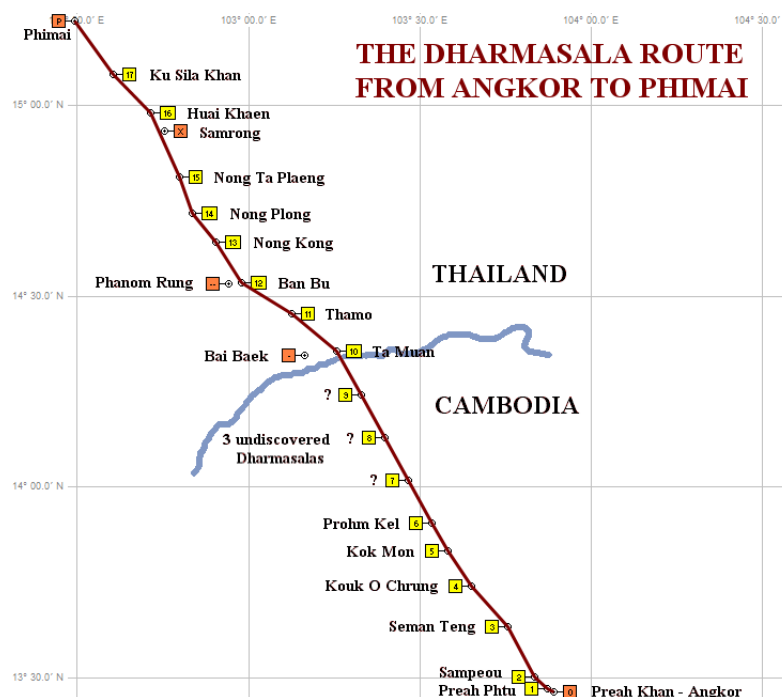 103°00.0' E
103°00.0' E
103°30.0' E
104°00.0' E
104°30.0' E
P
Phimai
THE DHARMASALA ROUTE
FROM ANGKOR TO PHIMAI
17 Ku Sila Khan
15° 00.0' N
16 Huai Khaen
X Samrong
15 Nong Ta Plaeng
14 Nong Plong
13 Nong Kong
THAILAND
Phanom Rung -- 12 Ban Bu
14° 30.0' N
11 Thamo
Bai Baek - 10 Ta Muan
? 9
CAMBODIA
? 8
3 undiscovered
Dharmasalas
? 7
14° 00.0' N
Prohm Kel 6
Kok Mon 5
Kouk O Chrung 4
Seman Teng 3
13° 30.0' N
Sampeou 2
Preah Phtu 1 0 Preah Khan - Angkor